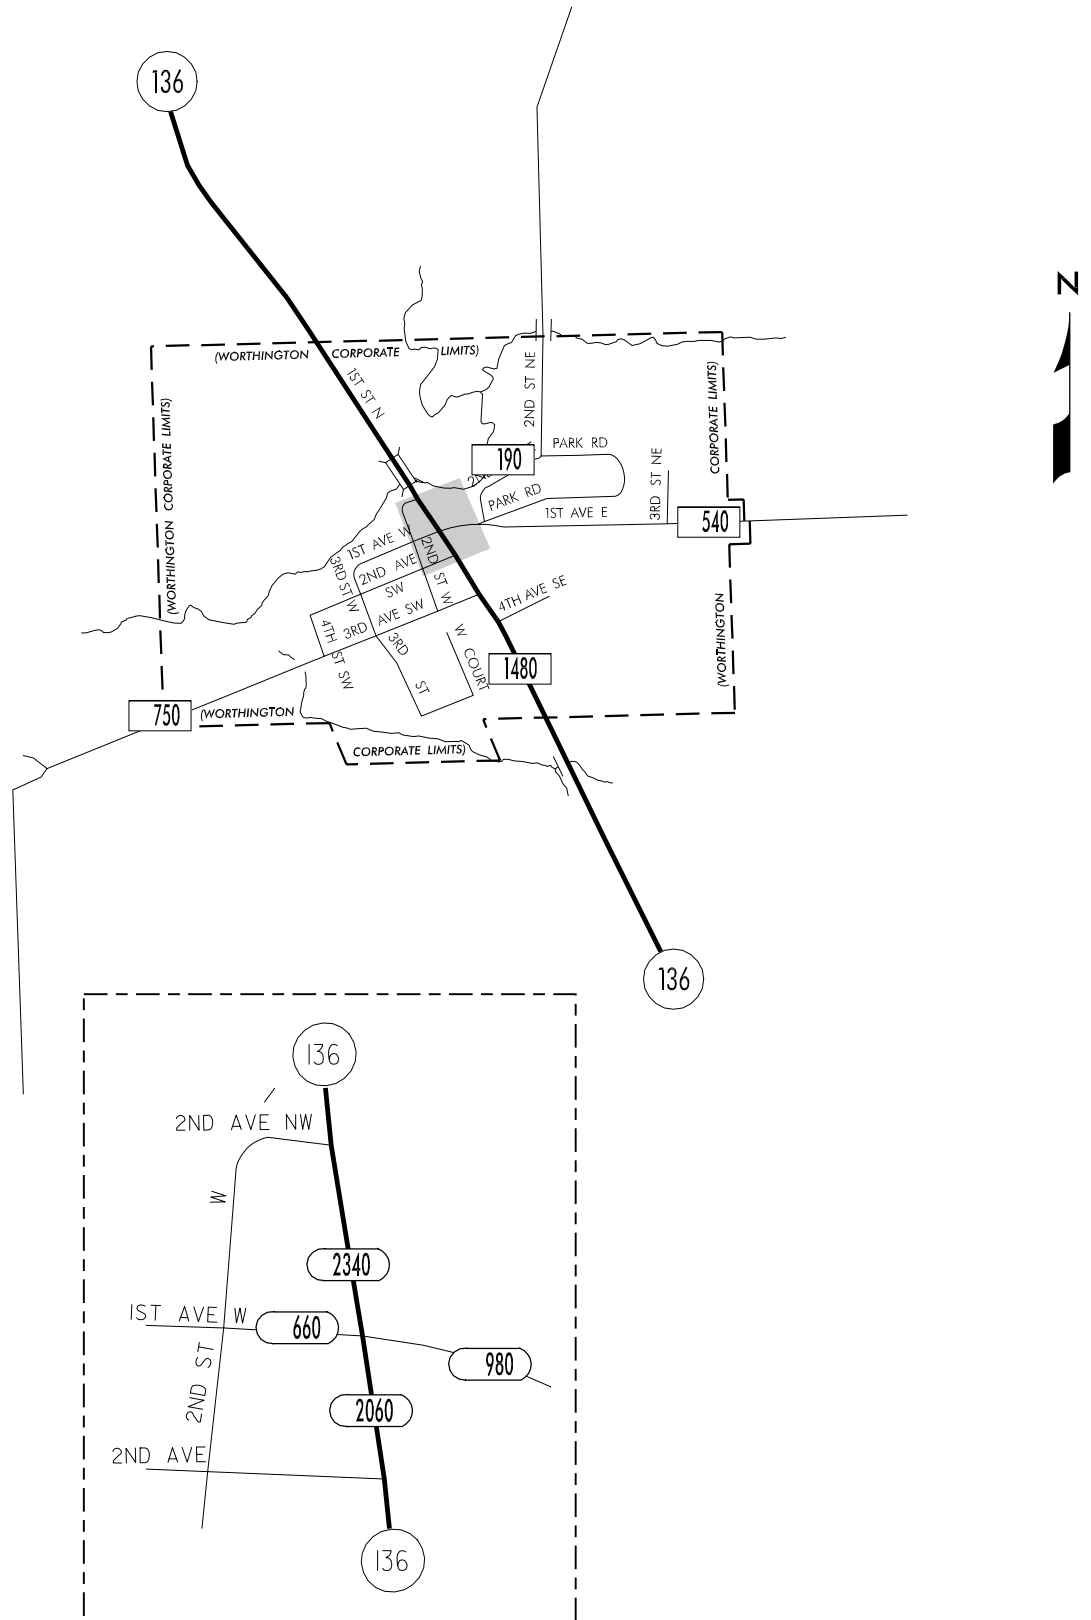 136
N
(WORTHINGTON CORPORATE LIMITS)
1ST ST N
2ND ST NE
CORPORATE LIMITS)
(WORTHINGTON CORPORATE LIMITS)
PARK RD
190
2N
3RD ST NE
PARK RD
1ST AVE E
540
1ST AVE W
2ND ST W
3RD ST W
2ND AVE SW
4TH AVE SE
3RD AVE SW
4TH ST SW
3RD ST
W COURT
(WORTHINGTON
1480
750
(WORTHINGTON
CORPORATE LIMITS)
136
136
2ND AVE NW
W
2340
1ST AVE W
660
980
2ND ST
2060
2ND AVE
136